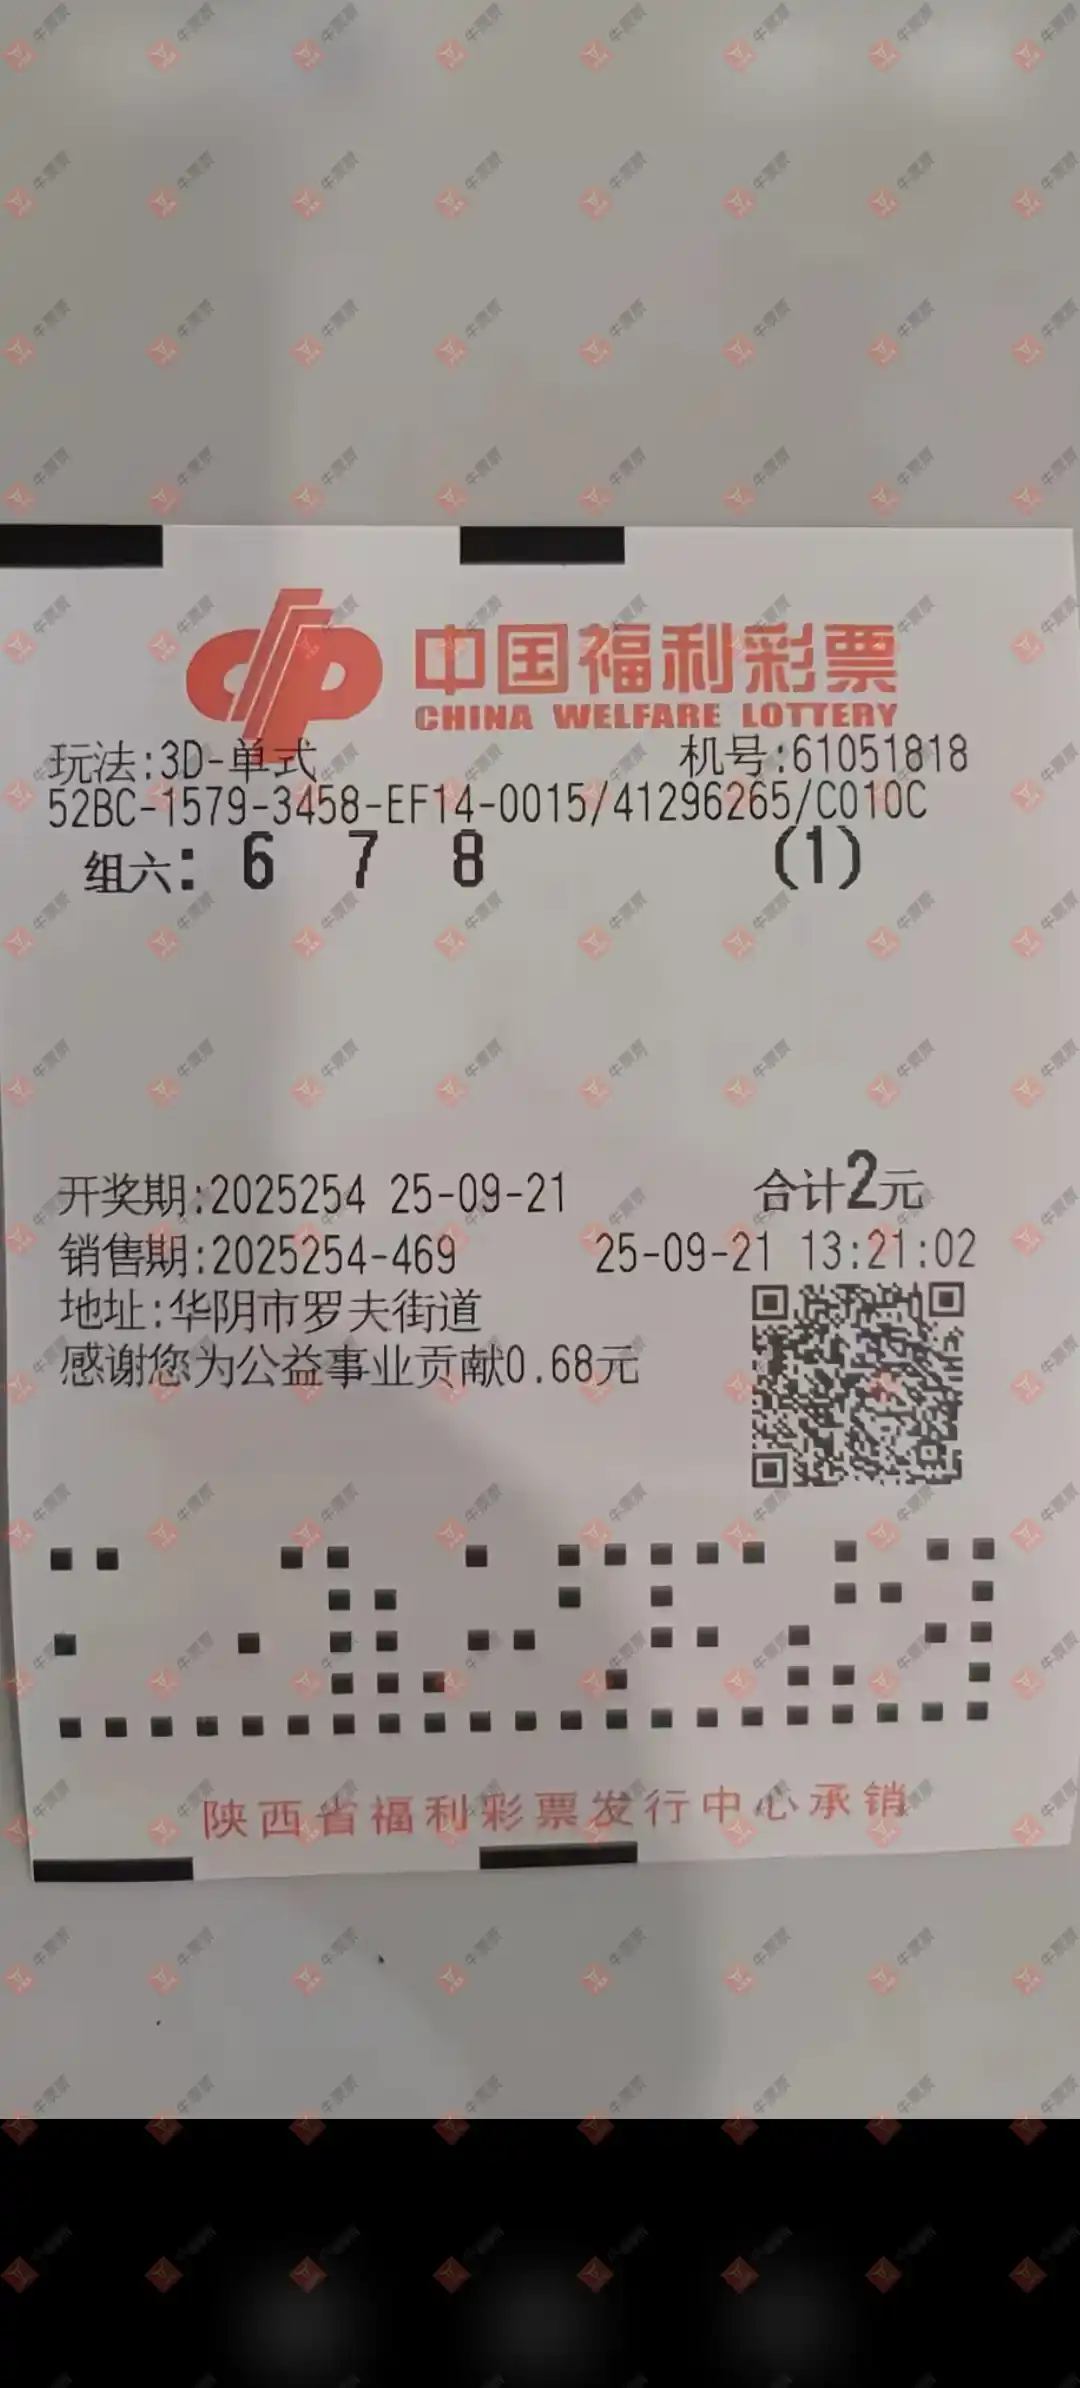 中国福利彩票
CHINA WELFARE LOTTERY
玩法:3D-单式 机号:61051818
52BC-1579-3458-EF14-0015/41296265/C010C
组六: 6 7 8 (1)
开奖期:2025254 25-09-21 合计2元
销售期:2025254-469 25-09-21 13:21:02
地址:华阴市罗夫街道
感谢您为公益事业贡献0.68元
陕西省福利彩票发行中心承销